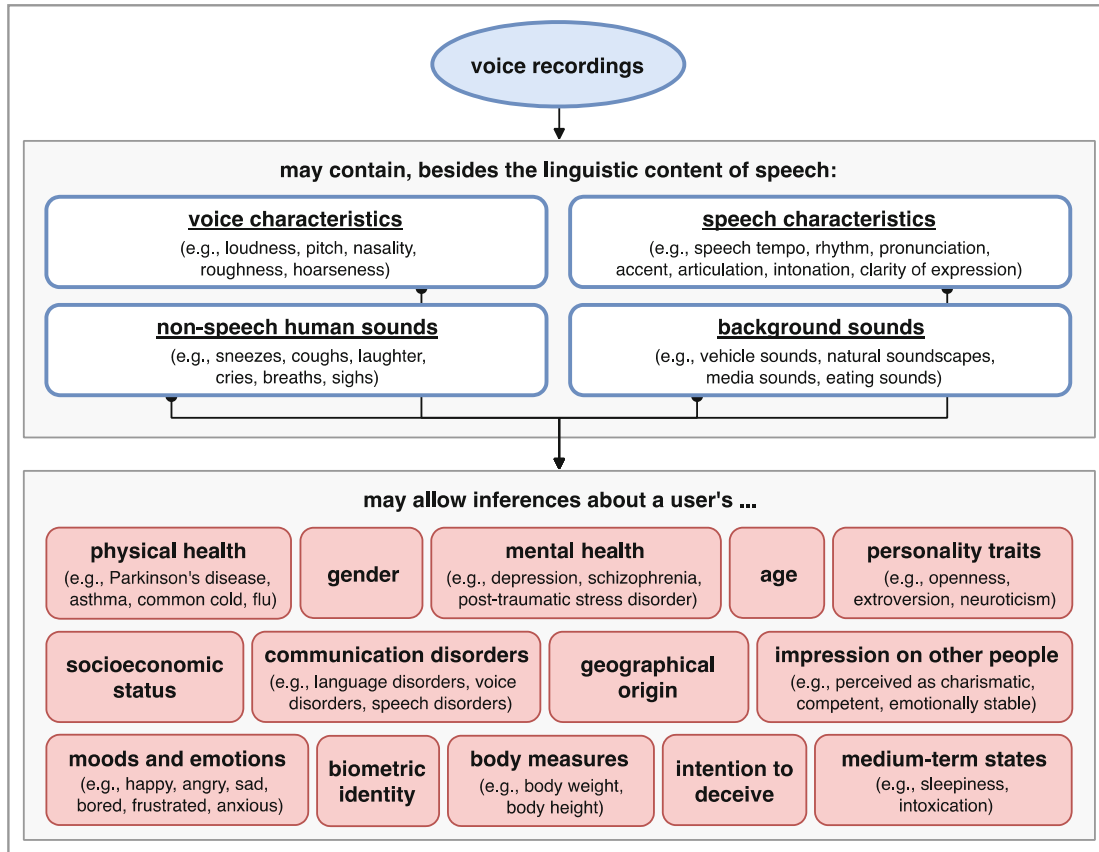 voice recordings
may contain, besides the linguistic content of speech:
voice characteristics
(e.g., loudness, pitch, nasality,
roughness, hoarseness)
speech characteristics
(e.g., speech tempo, rhythm, pronunciation,
accent, articulation, intonation, clarity of expression)
non-speech human sounds
(e.g., sneezes, coughs, laughter,
cries, breaths, sighs)
background sounds
(e.g., vehicle sounds, natural soundscapes,
media sounds, eating sounds)
may allow inferences about a user's ...
physical health
(e.g., Parkinson's disease,
asthma, common cold, flu)
gender
mental health
(e.g., depression, schizophrenia,
post-traumatic stress disorder)
age
personality traits
(e.g., openness,
extroversion, neuroticism)
socioeconomic
status
communication disorders
(e.g., language disorders, voice
disorders, speech disorders)
geographical
origin
impression on other people
(e.g., perceived as charismatic,
competent, emotionally stable)
moods and emotions
(e.g., happy, angry, sad,
bored, frustrated, anxious)
biometric
identity
body measures
(e.g., body weight,
body height)
intention to
deceive
medium-term states
(e.g., sleepiness,
intoxication)